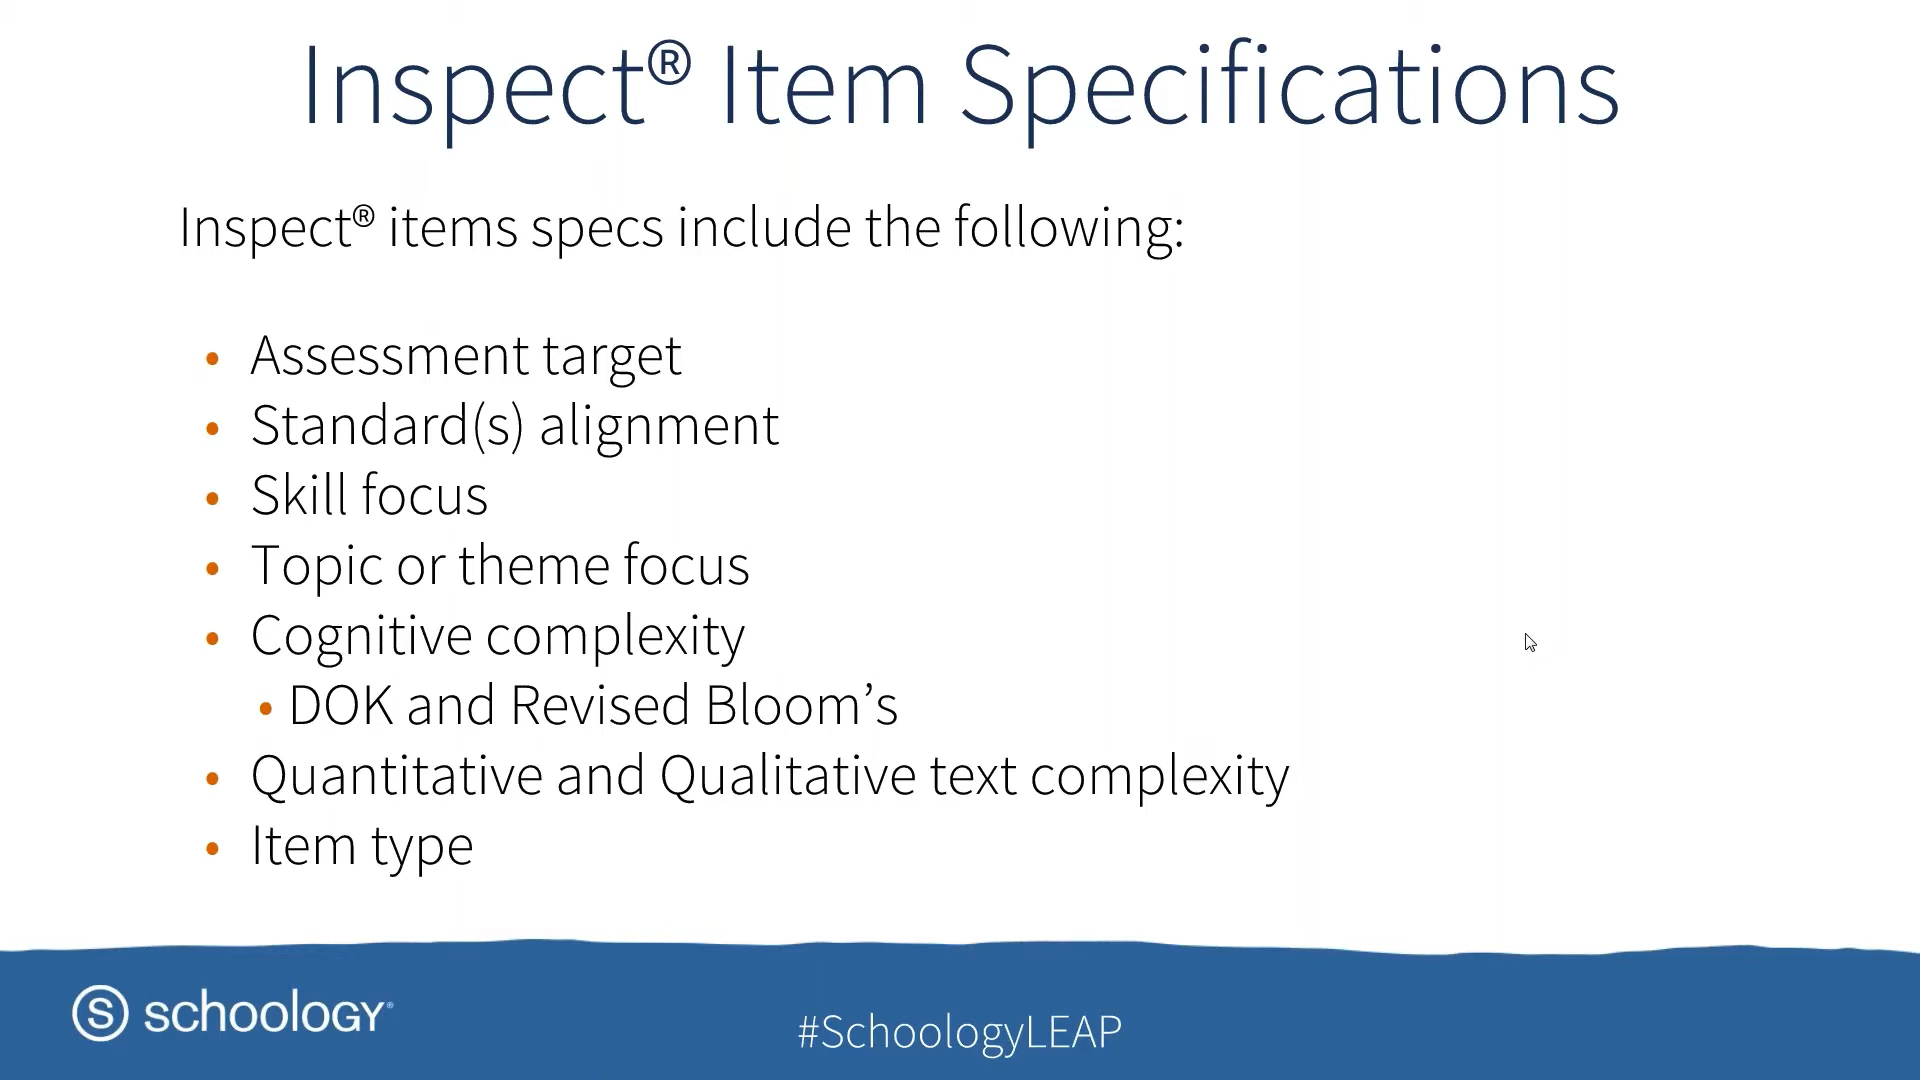 Inspect® Item Specifications
Inspect® items specs include the following:
• Assessment target
• Standard(s) alignment
• Skill focus
• Topic or theme focus
• Cognitive complexity
• DOK and Revised Bloom’s
• Quantitative and Qualitative text complexity
• Item type
S schoology®
#SchoologyLEAP